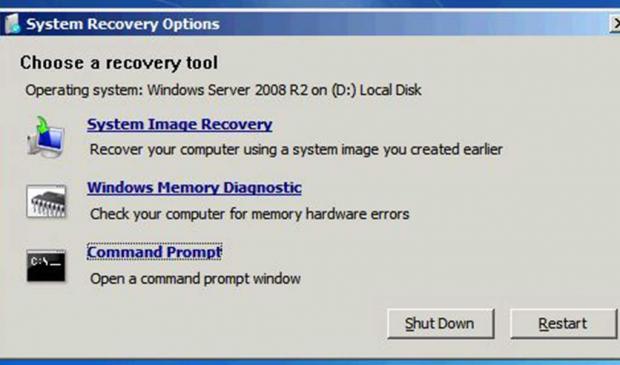 System Recovery Options
Choose a recovery tool
Operating system: Windows Server 2008 R2 on (D:) Local Disk
System Image Recovery
Recover your computer using a system image you created earlier
Windows Memory Diagnostic
Check your computer for memory hardware errors
C:\_
Command Prompt
Open a command prompt window
Shut Down
Restart